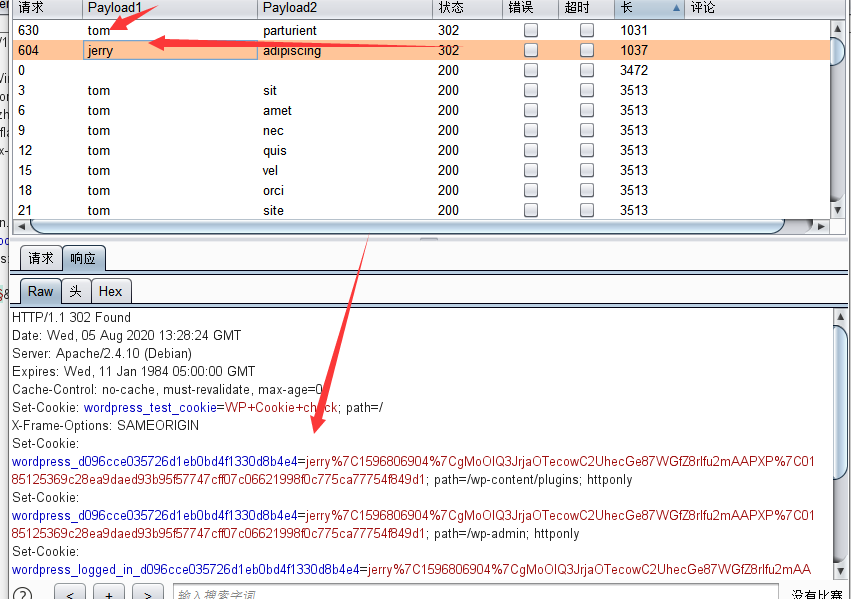 请求 Payload1 Payload2 状态 错误 超时 长 评论
630 tom parturient 302 1031
604 jerry adipiscing 302 1037
0 200 3472
3 tom sit 200 3513
6 tom amet 200 3513
9 tom nec 200 3513
12 tom quis 200 3513
15 tom vel 200 3513
18 tom orci 200 3513
21 tom site 200 3513
请求 响应
Raw 头 Hex
HTTP/1.1 302 Found
Date: Wed, 05 Aug 2020 13:28:24 GMT
Server: Apache/2.4.10 (Debian)
Expires: Wed, 11 Jan 1984 05:00:00 GMT
Cache-Control: no-cache, must-revalidate, max-age=0
Set-Cookie: wordpress_test_cookie=WP+Cookie+check; path=/
X-Frame-Options: SAMEORIGIN
Set-Cookie:
wordpress_d096cce035726d1eb0bd4f1330d8b4e4=jerry%7C1596806904%7CgMoOIQ3JrjaOTecowC2UhecGe87WGfZ8rIfu2mAAPXP%7C01
85125369c28ea9daed93b95f57747cff07c06621998f0c775ca77754f849d1; path=/wp-content/plugins; httponly
Set-Cookie:
wordpress_d096cce035726d1eb0bd4f1330d8b4e4=jerry%7C1596806904%7CgMoOIQ3JrjaOTecowC2UhecGe87WGfZ8rIfu2mAAPXP%7C01
85125369c28ea9daed93b95f57747cff07c06621998f0c775ca77754f849d1; path=/wp-admin; httponly
Set-Cookie:
wordpress_logged_in_d096cce035726d1eb0bd4f1330d8b4e4=jerry%7C1596806904%7CgMoOIQ3JrjaOTecowC2UhecGe87WGfZ8rIfu2mAA
? < + > 输入搜索字词 没有比赛